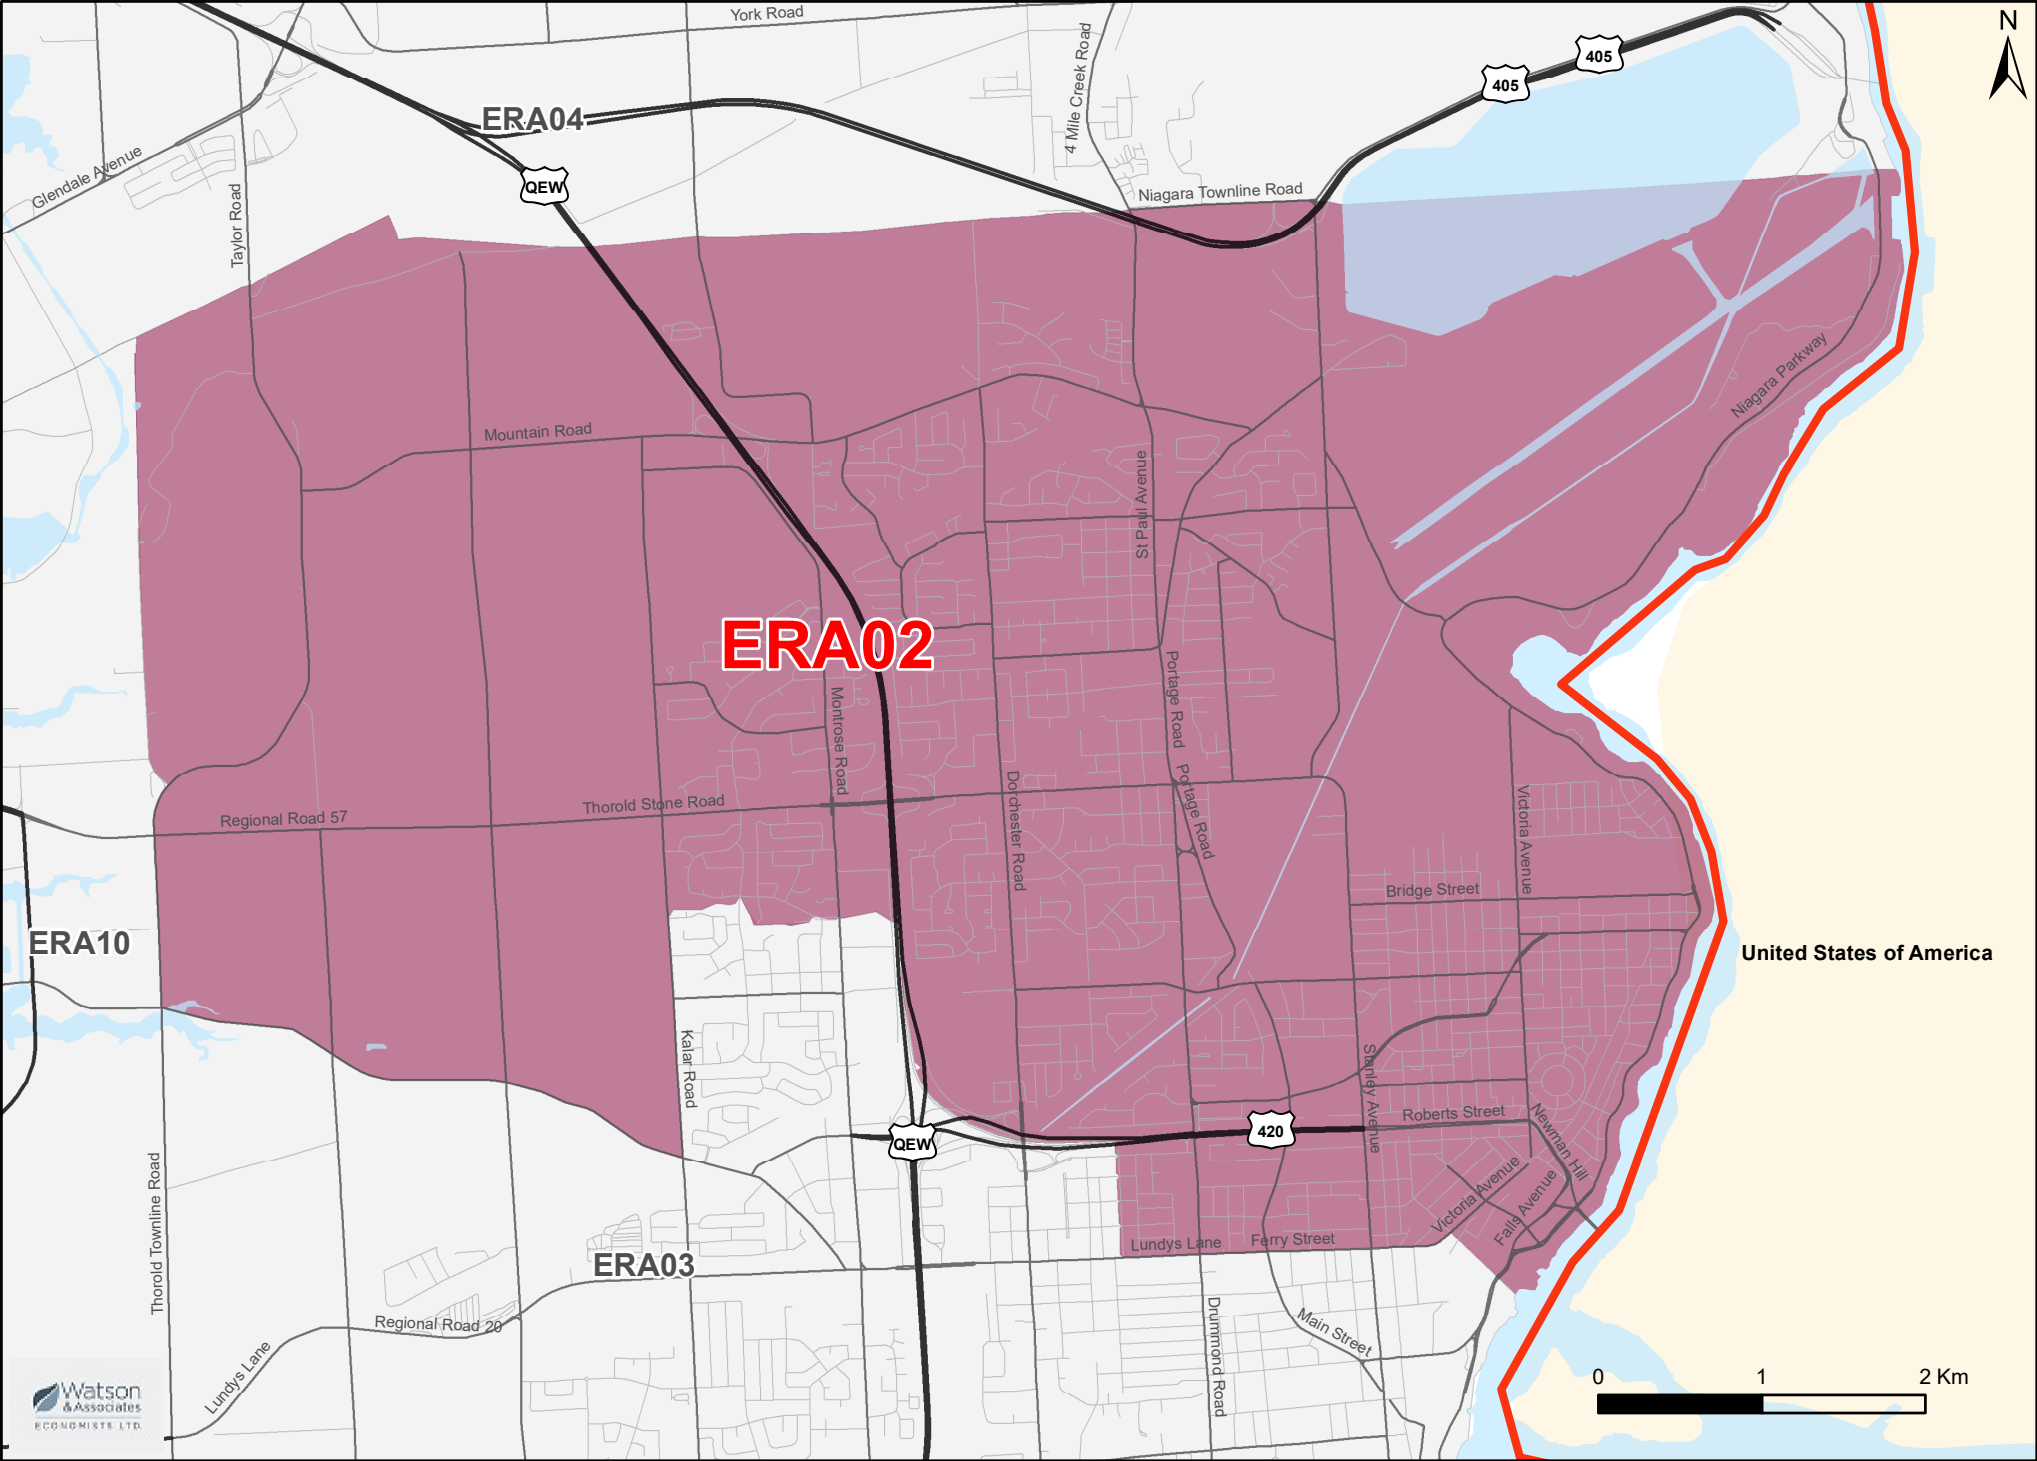 York Road
N
4 Mile Creek Road
405
405
ERA04
Glendale Avenue
QEW
Taylor Road
Niagara Townline Road
Niagara Parkway
Mountain Road
St Paul Avenue
ERA02
Portage Road
Montrose Road
Portage Road
Dorchester Road
Thorold Stone Road
Regional Road 57
Victoria Avenue
Bridge Street
ERA10
United States of America
Kalar Road
Stanley Avenue
Roberts Street
420
QEW
Newman Hill
Victoria Avenue
Falls Avenue
Thorold Townline Road
Lundys Lane
Ferry Street
ERA03
Regional Road 20
Drummond Road
Main Street
Lundys Lane
0 1 2 Km
Watson
& Associates
ECONOMISTS LTD.